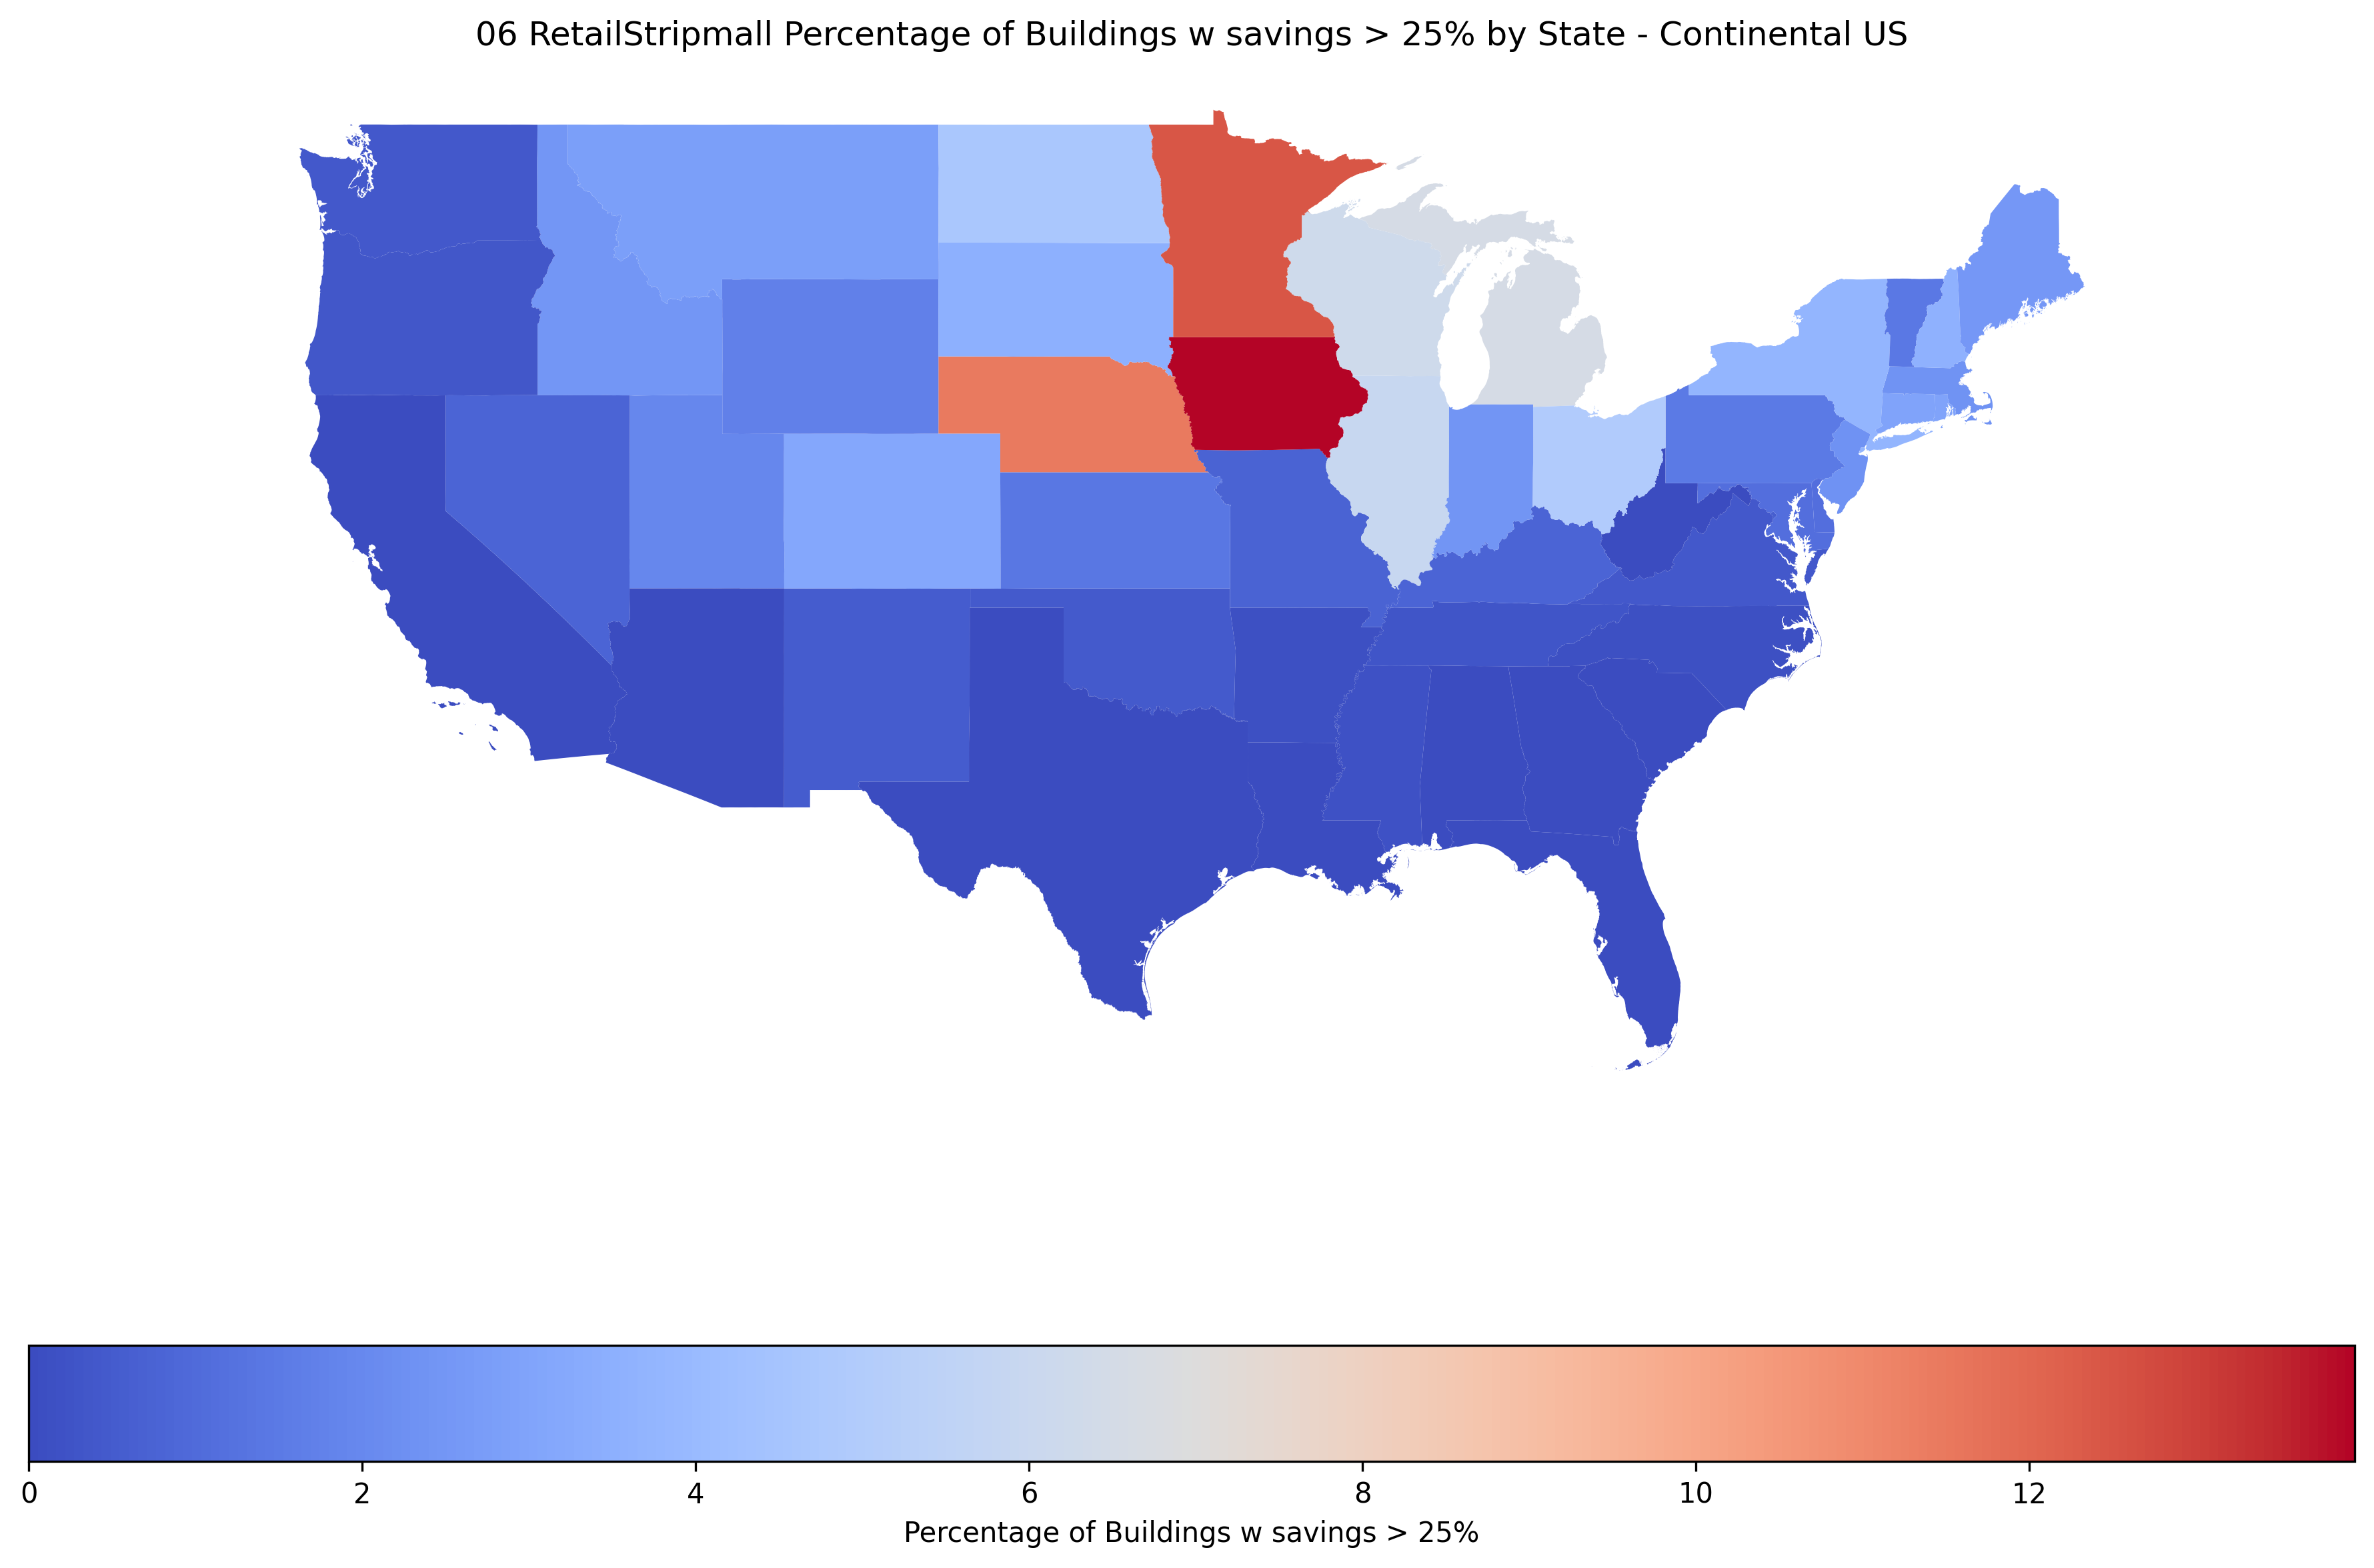 06 RetailStripmall Percentage of Buildings w savings > 25% by State - Continental US
0 2 4 6 8 10 12
Percentage of Buildings w savings > 25%